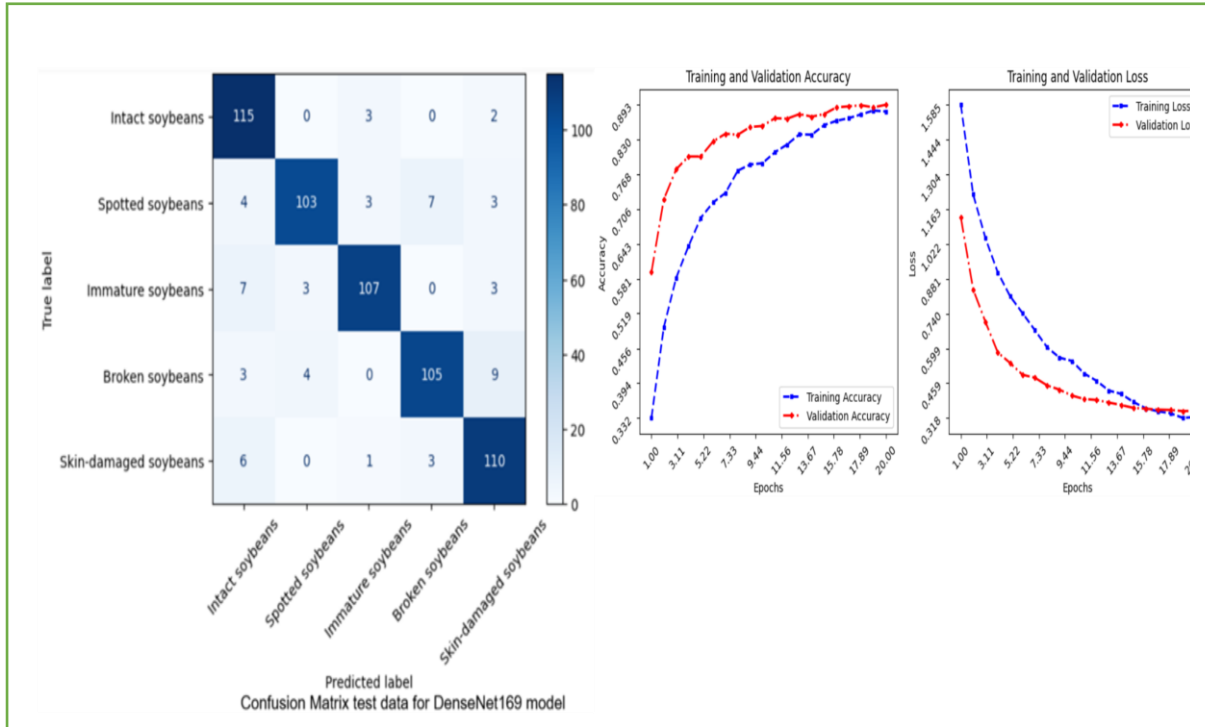 True label
Intact soybeans
115 0 3 0 2
Spotted soybeans
4 103 3 7 3
Immature soybeans
7 3 107 0 3
Broken soybeans
3 4 0 105 9
Skin-damaged soybeans
6 0 1 3 110
Intact soybeans
Spotted soybeans
Immature soybeans
Broken soybeans
Skin-damaged soybeans
Predicted label
100
80
60
40
20
0
Confusion Matrix test data for DenseNet169 model
Training and Validation Accuracy
Accuracy
0.893
0.830
0.768
0.706
0.643
0.581
0.519
0.456
0.394
0.332
Training Accuracy
Validation Accuracy
1.00 3.11 5.22 7.33 9.44 11.56 13.67 15.78 17.89 20.00
Epochs
Training and Validation Loss
Loss
1.585
1.444
1.304
1.163
1.022
0.881
0.740
0.599
0.459
0.318
Training Loss
Validation Lo
1.00 3.11 5.22 7.33 9.44 11.56 13.67 15.78 17.89
Epochs